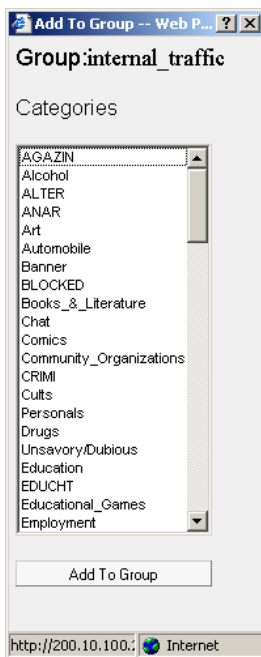 Add To Group -- Web P...
Group:internal_traffic
Categories
AGAZIN
Alcohol
ALTER
ANAR
Art
Automobile
Banner
BLOCKED
Books_&_Literature
Chat
Comics
Community_Organizations
CRIMI
Cults
Personals
Drugs
Unsavory/Dubious
Education
EDUCHT
Educational_Games
Employment
Add To Group
http://200.10.100.: Internet